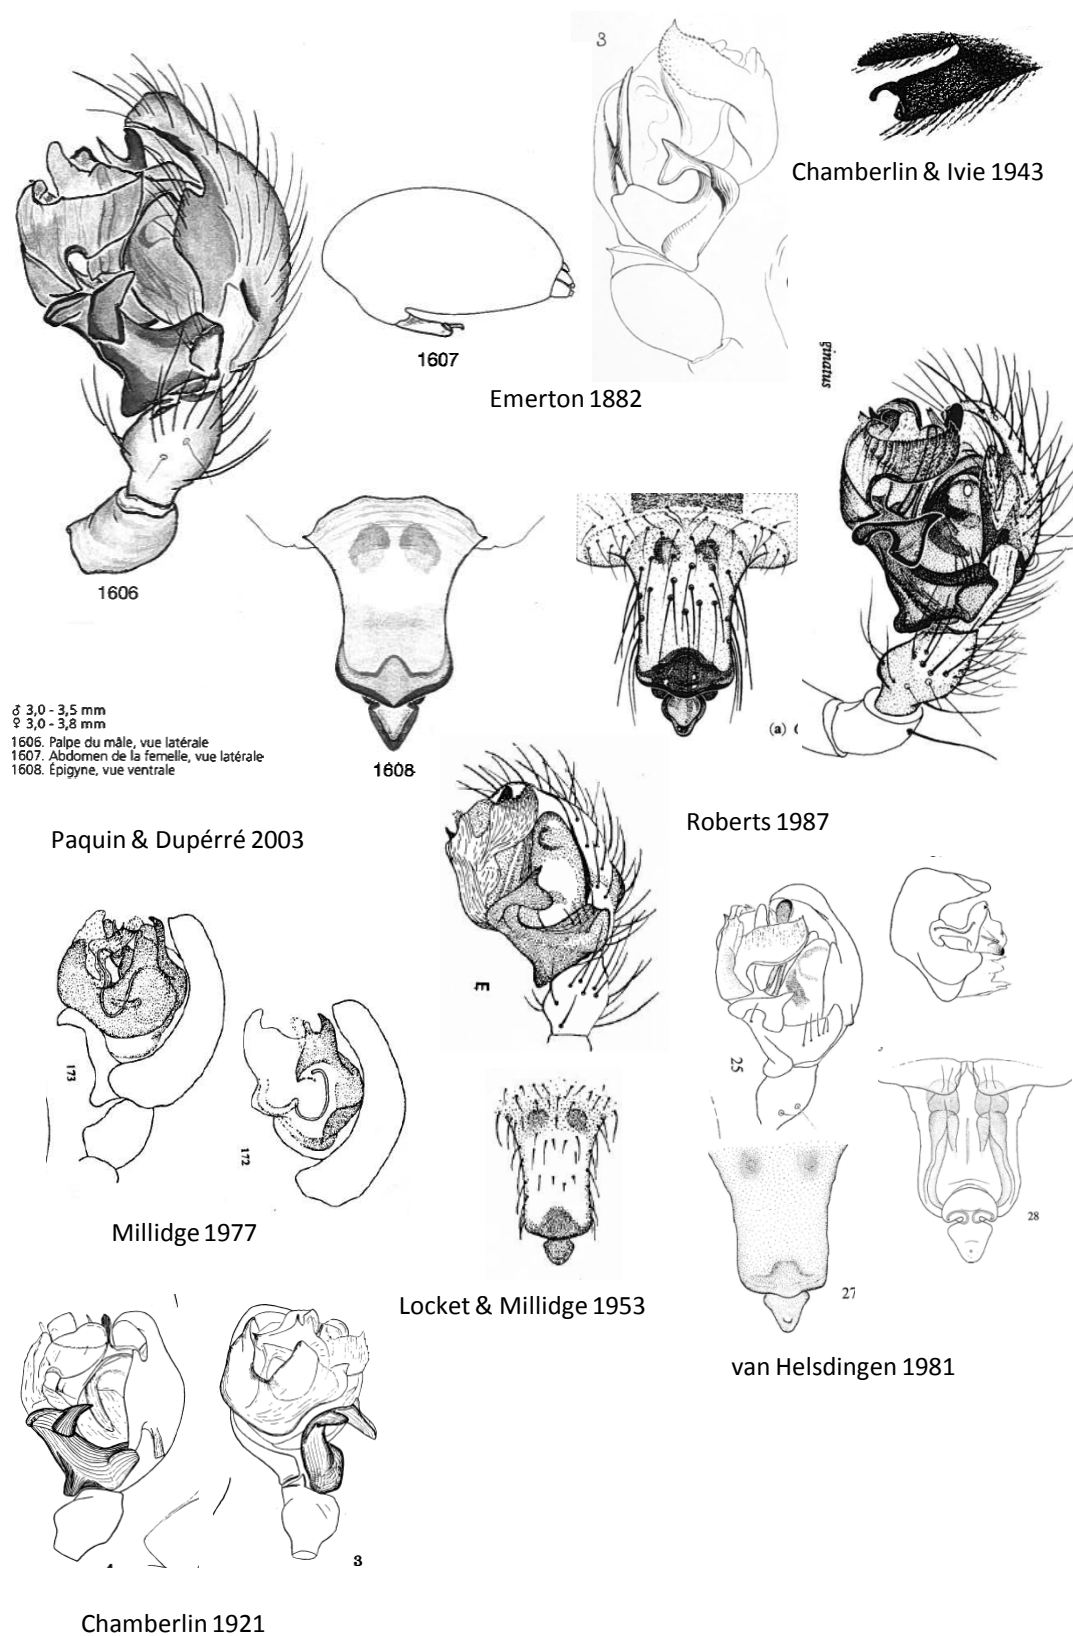 3
Chamberlin & Ivie 1943
1607
Emerton 1882
ginatus
1606
♂ 3,0 - 3,5 mm
♀ 3,0 - 3,8 mm
1606. Palpe du mâle, vue latérale
1607. Abdomen de la femelle, vue latérale
1608. Épigyne, vue ventrale
1608
(a)
Paquin & Dupérré 2003
Roberts 1987
E
173
172
25
28
Millidge 1977
27
Locket & Millidge 1953
van Helsdingen 1981
3
Chamberlin 1921